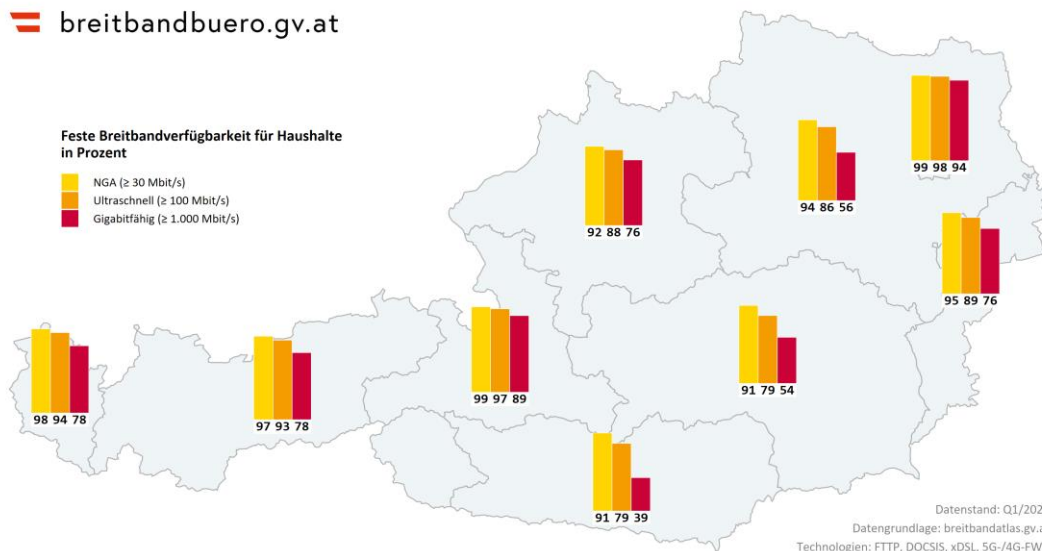 breitbandbuero.gv.at
Feste Breitbandverfügbarkeit für Haushalte
in Prozent
NGA (≥ 30 Mbit/s)
Ultraschnell (≥ 100 Mbit/s)
Gigabitfähig (≥ 1.000 Mbit/s)
99 98 94
94 86 56
92 88 76
95 89 76
91 79 54
99 97 89
98 94 78
97 93 78
91 79 39
Datenstand: Q1/202
Datengrundlage: breitbandatlas.gv.a
Technologien: FTTP, DOCSIS, xDSL, 5G-/4G-FW